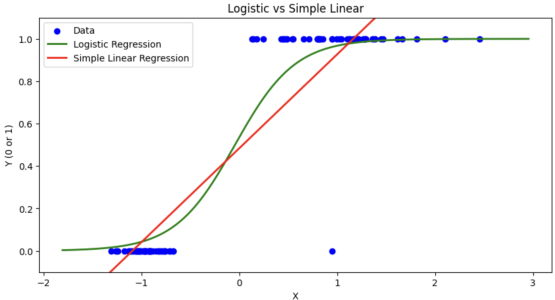 Logistic vs Simple Linear
Data
Logistic Regression
Simple Linear Regression
1.0
0.8
0.6
0.4
0.2
0.0
Y (0 or 1)
−2
−1
0
1
2
3
X